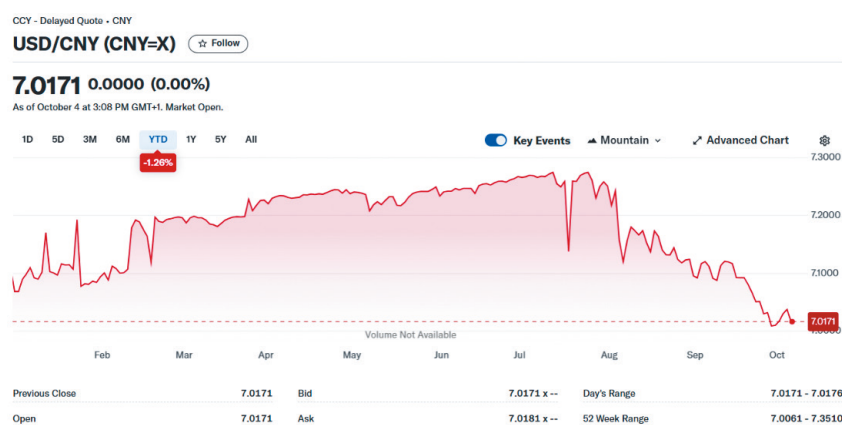 CCY - Delayed Quote • CNY
USD/CNY (CNY=X) ☆ Follow
7.0171 0.0000 (0.00%)
As of October 4 at 3:08 PM GMT+1. Market Open.
1D 5D 3M 6M YTD 1Y 5Y All Key Events Mountain Advanced Chart
-1.26%
7.3000
7.2000
7.1000
7.0171
7.0000
Volume Not Available
Feb Mar Apr May Jun Jul Aug Sep Oct
Previous Close 7.0171 Bid 7.0171 x -- Day's Range 7.0171 - 7.0176
Open 7.0171 Ask 7.0181 x -- 52 Week Range 7.0061 - 7.3510